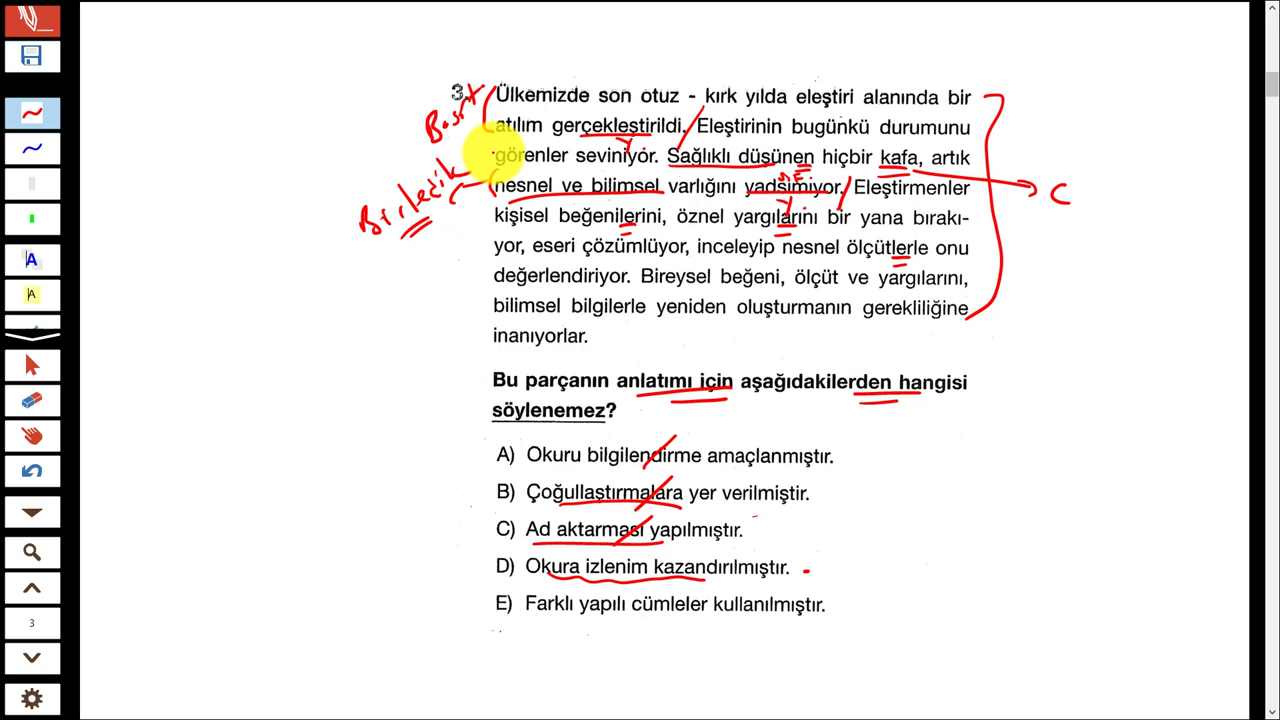 3. Ülkemizde son otuz - kırk yılda eleştiri alanında bir
atılım gerçekleştirildi. Eleştirinin bugünkü durumunu
görenler seviniyor. Sağlıklı düşünen hiçbir kafa, artık
nesnel ve bilimsel varlığını yadsımıyor. Eleştirmenler
kişisel beğenilerini, öznel yargılarını bir yana bırakı-
yor, eseri çözümlüyor, inceleyip nesnel ölçütlerle onu
değerlendiriyor. Bireysel beğeni, ölçüt ve yargılarını,
bilimsel bilgilerle yeniden oluşturmanın gerekliliğine
inanıyorlar.
Basit
Birleşik
Y.
Y.
C
Bu parçanın anlatımı için aşağıdakilerden hangisi
söylenemez?
A) Okuru bilgilendirme amaçlanmıştır.
B) Çoğullaştırmalara yer verilmiştir.
C) Ad aktarması yapılmıştır.
D) Okura izlenim kazandırılmıştır.
E) Farklı yapılı cümleler kullanılmıştır.
A
A
3